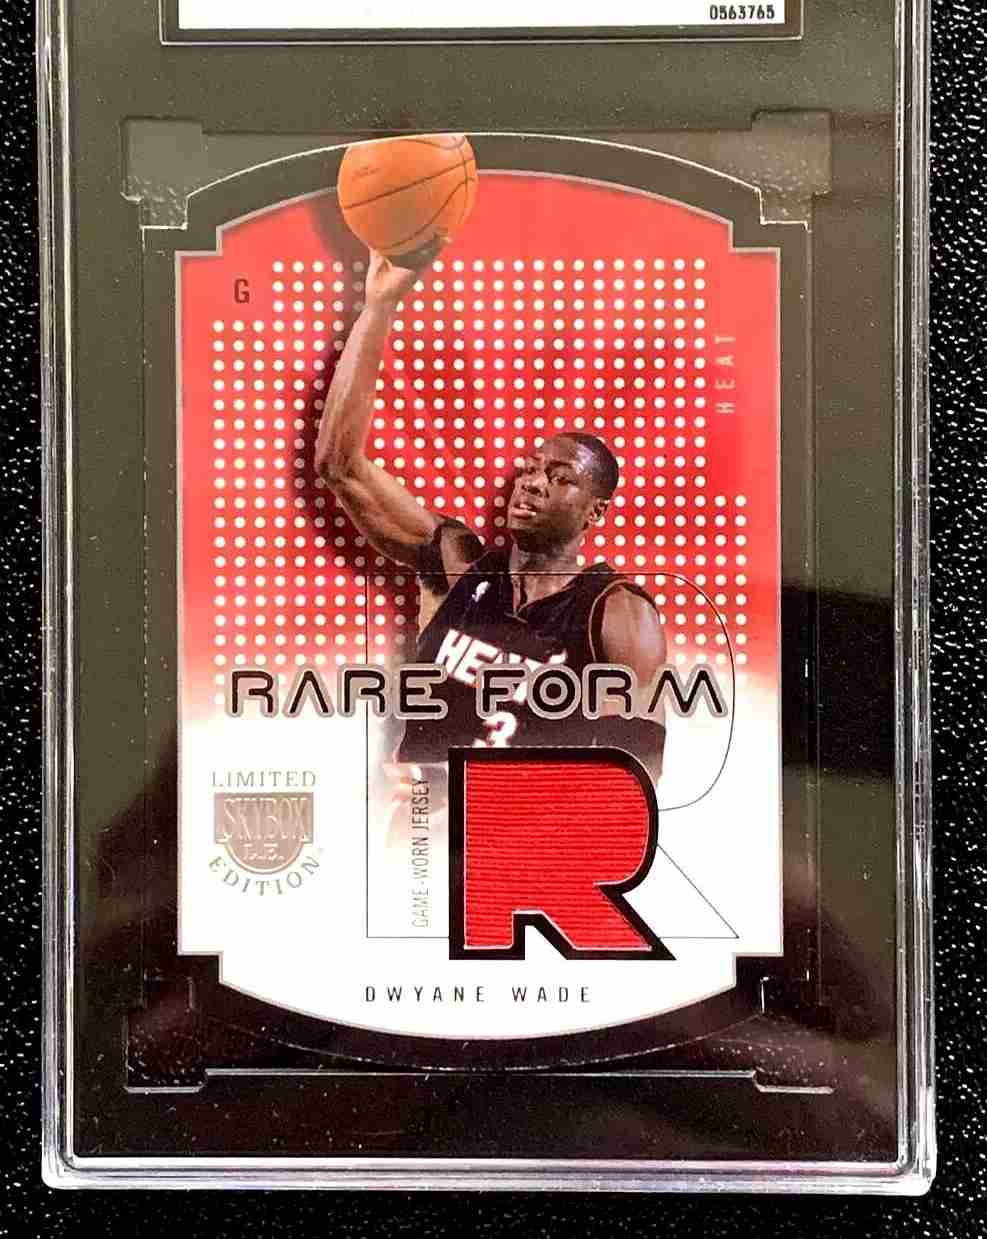 0563765
G
HEAT
HEAT
RARE FORM
3
LIMITED
SKYBOX
L.E.
EDITION
GAME-WORN JERSEY
R
DWYANE WADE